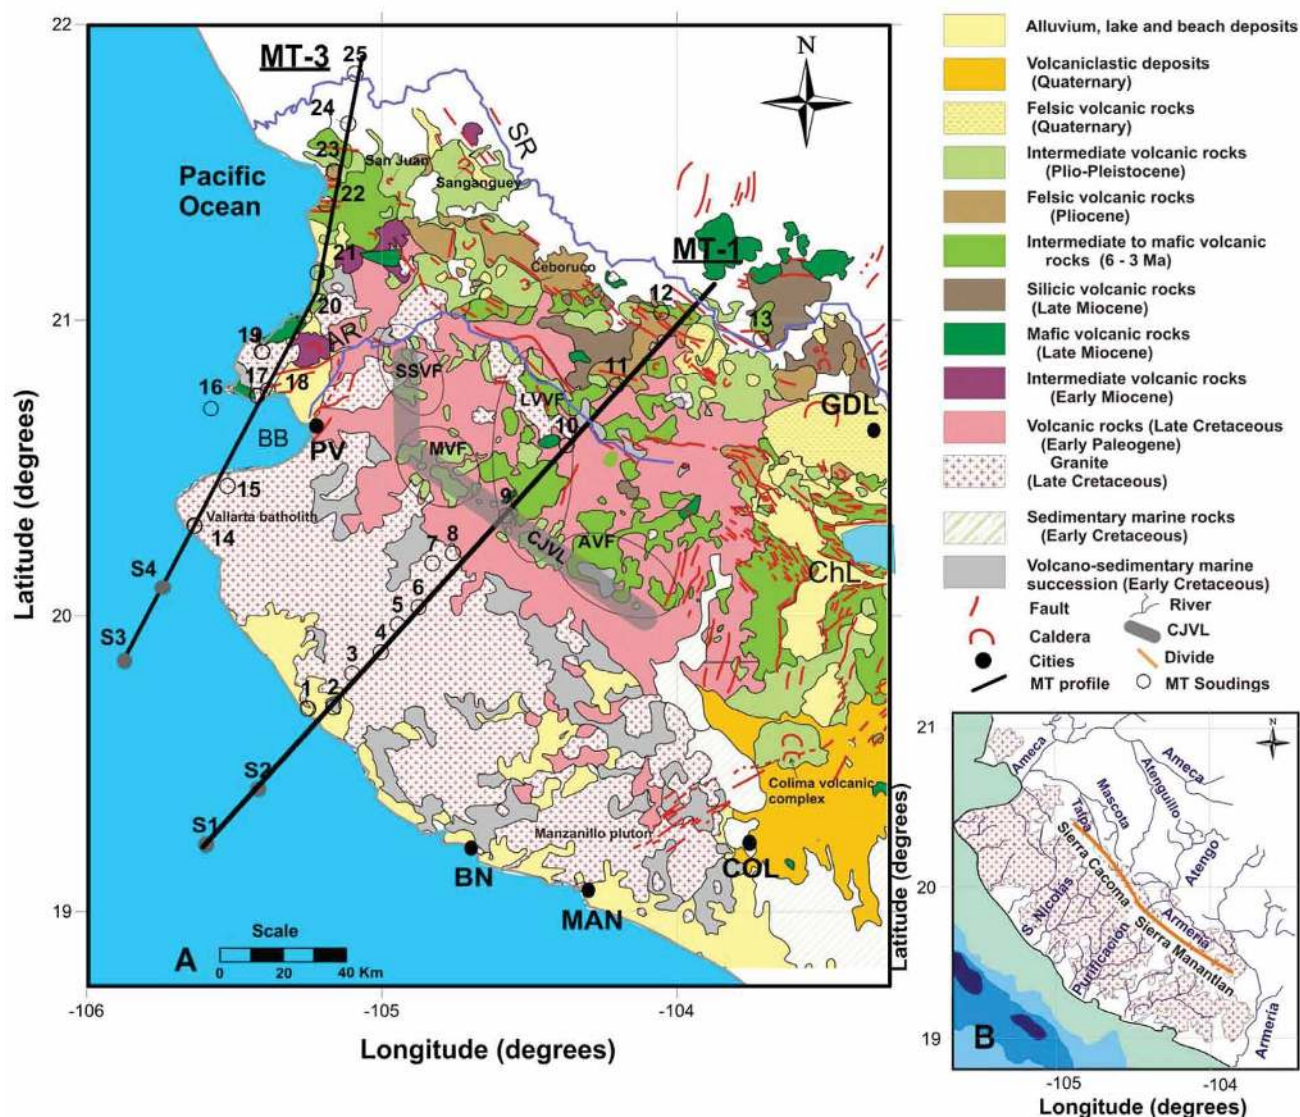 22
21
20
19
-106
-105
-104
Latitude (degrees)
Longitude (degrees)
MT-3
25
24
23
San Juan
Sanganguey
SR
N
Pacific
Ocean
22
21
MT-1
Ceboruco
12
13
20
19
AR
11
16
17
18
SSVF
LVVF
GDL
BB
PV
MVF
10
15
Vallarta batholith
14
9
CJVL
AVF
8
7
ChL
S4
6
5
S3
4
3
1
2
Colima volcanic
complex
S2
S1
Manzanillo pluton
COL
BN
MAN
Scale
0
20
40 Km
A
Alluvium, lake and beach deposits
Volcaniclastic deposits
(Quaternary)
Felsic volcanic rocks
(Quaternary)
Intermediate volcanic rocks
(Plio-Pleistocene)
Felsic volcanic rocks
(Pliocene)
Intermediate to mafic volcanic
rocks (6 - 3 Ma)
Silicic volcanic rocks
(Late Miocene)
Mafic volcanic rocks
(Late Miocene)
Intermediate volcanic rocks
(Early Miocene)
Volcanic rocks (Late Cretaceous
(Early Paleogene)
Granite
(Late Cretaceous)
Sedimentary marine rocks
(Early Cretaceous)
Volcano-sedimentary marine
succession (Early Cretaceous)
Fault
River
Caldera
CJVL
Cities
Divide
MT profile
MT Soudings
21
20
19
-105
-104
Latitude (degrees)
Longitude (degrees)
N
Ameca
Ameca
Atenguillo
Mascota
Talpa
Atengo
Sierra Cacoma
S. Nicolas
Purificación
Armeria
Sierra Manantlan
Armería
B